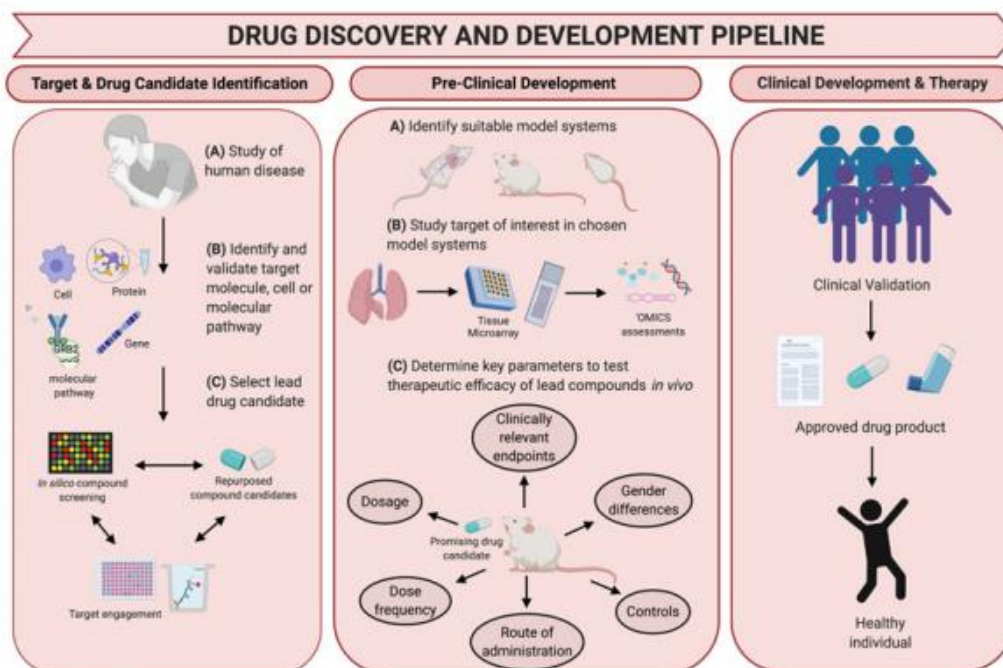 DRUG DISCOVERY AND DEVELOPMENT PIPELINE
Target & Drug Candidate Identification
(A) Study of
human disease
(B) Identify and
validate target
molecule, cell or
molecular
pathway
Cell
Protein
GRB2
Gene
molecular
pathway
(C) Select lead
drug candidate
In silico compound
screening
Repurposed
compound candidates
Target engagement
Pre-Clinical Development
A) Identify suitable model systems
(B) Study target of interest in chosen
model systems
Tissue
Microarray
'OMICS
assessments
(C) Determine key parameters to test
therapeutic efficacy of lead compounds in vivo
Clinically
relevant
endpoints
Dosage
Gender
differences
Promising drug
candidate
Dose
frequency
Controls
Route of
administration
Clinical Development & Therapy
Clinical Validation
Approved drug product
Healthy
individual